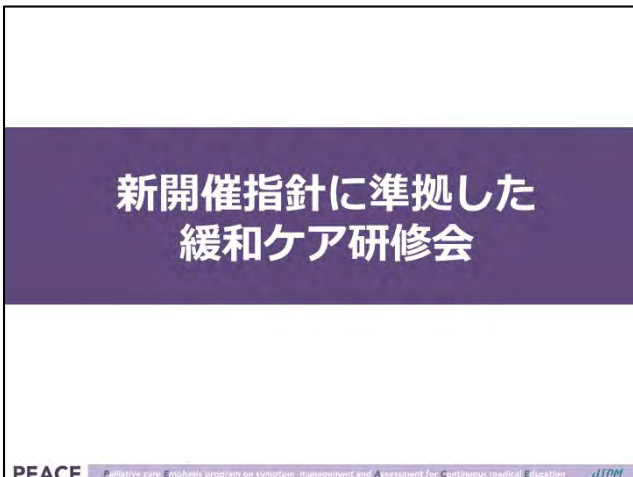 新開催指針に準拠した
緩和ケア研修会
PEACE Palliative care Emphasis program on symptom management and Assessment for Continuous medical Education JSPM